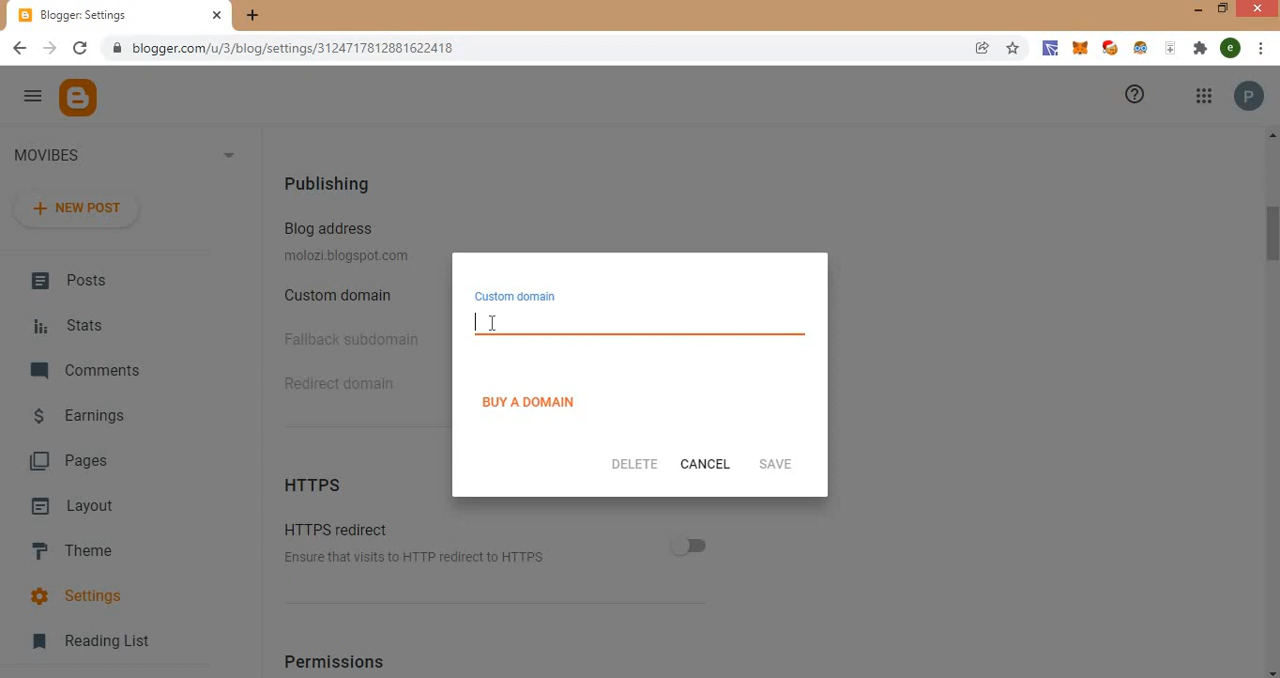 Blogger: Settings
blogger.com/u/3/blog/settings/3124717812881622418
e
P
MOVIBES
NEW POST
Posts
Stats
Comments
Earnings
Pages
Layout
Theme
Settings
Reading List
Publishing
Blog address
molozi.blogspot.com
Custom domain
Fallback subdomain
Redirect domain
HTTPS
HTTPS redirect
Ensure that visits to HTTP redirect to HTTPS
Permissions
Custom domain
BUY A DOMAIN
DELETE CANCEL SAVE